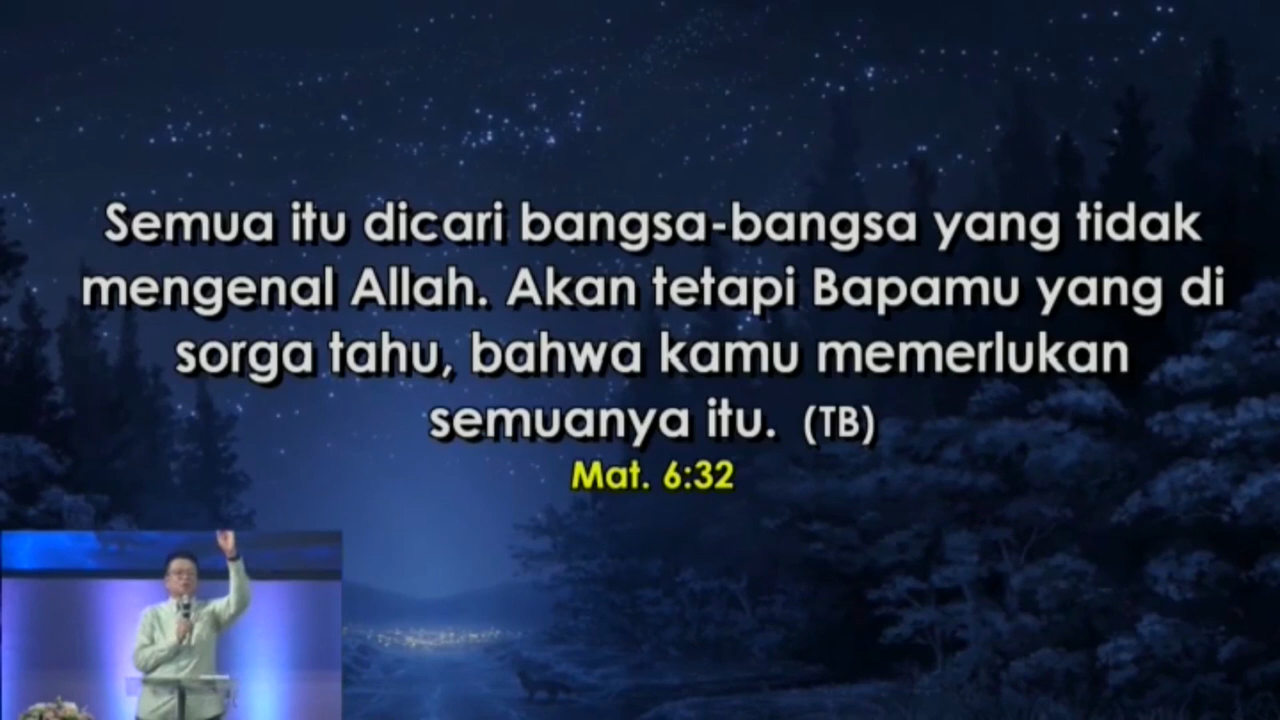 Semua itu dicari bangsa-bangsa yang tidak
mengenal Allah. Akan tetapi Bapamu yang di
sorga tahu, bahwa kamu memerlukan
semuanya itu. (TB)
Mat. 6:32